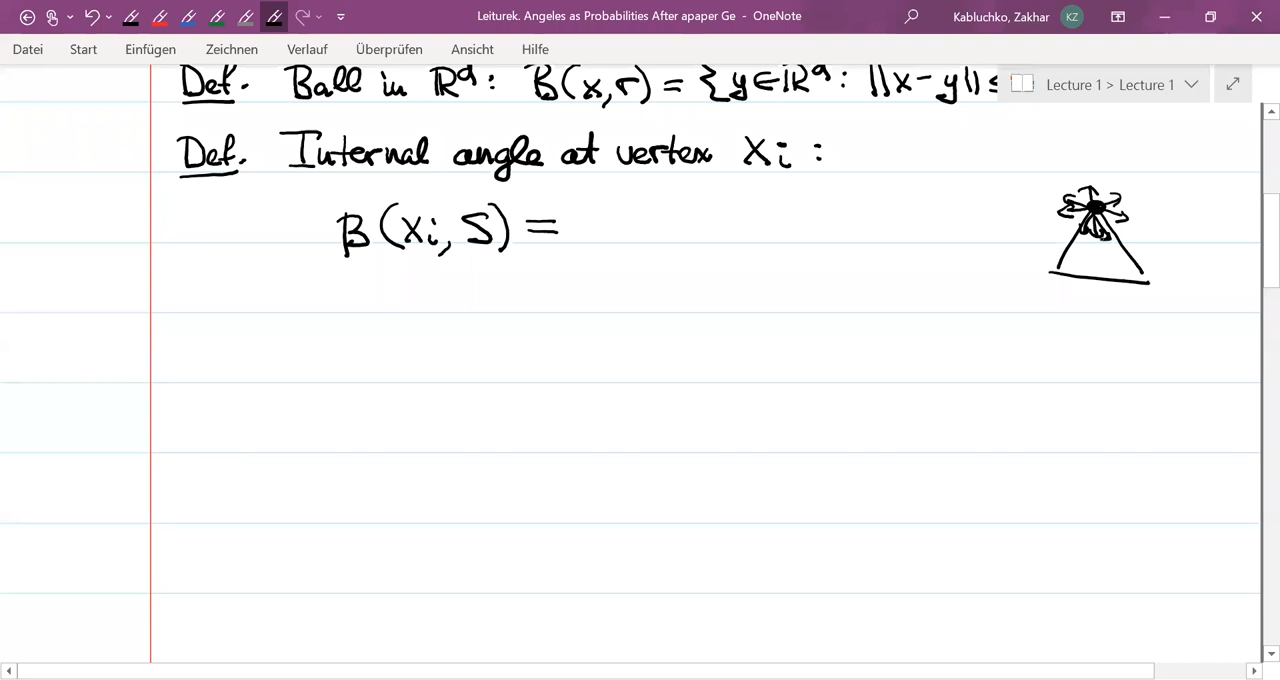 Leiturek. Angeles as Probabilities After apaper Ge - OneNote
Kabluchko, Zakhar KZ
Datei Start Einfügen Zeichnen Verlauf Überprüfen Ansicht Hilfe
Lecture 1 > Lecture 1
Def. Ball in ℝᵈ: B(x,r) = {y∈ℝᵈ: ||x-y|| ≤
Def. Internal angle at vertex xᵢ:
β(xᵢ, S) =